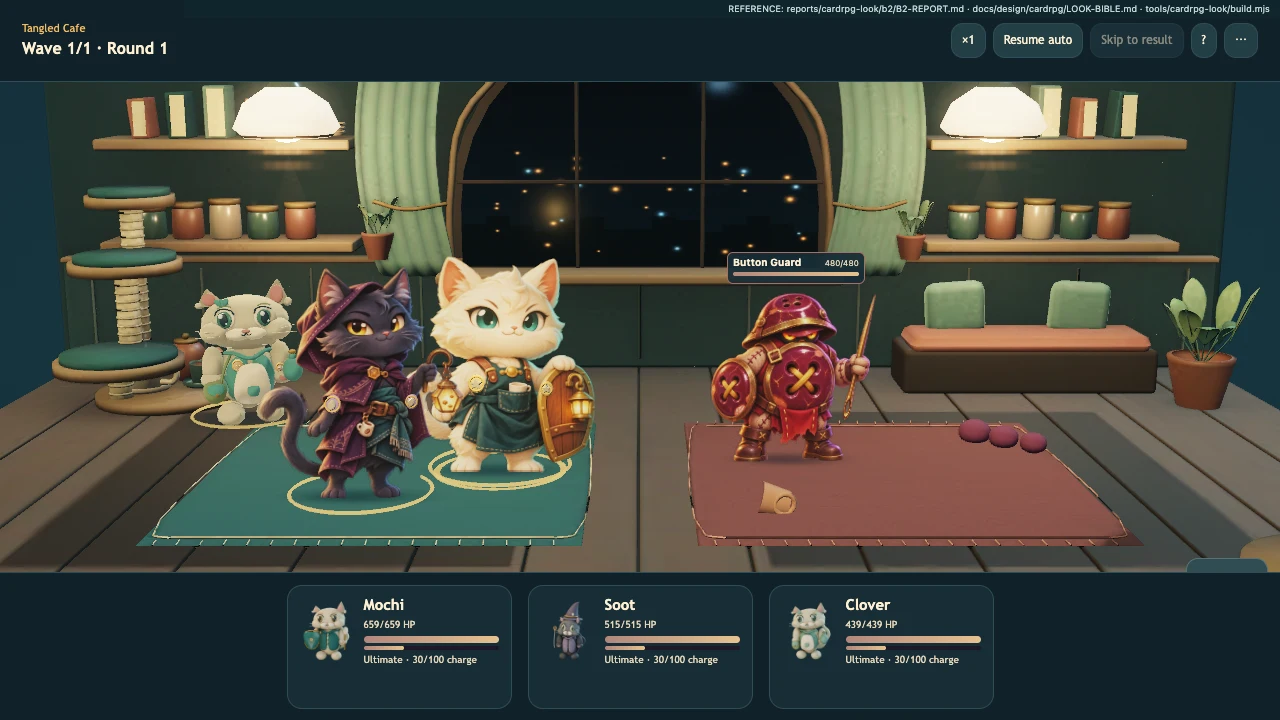 REFERENCE: reports/cardrpg-look/b2/B2-REPORT.md · docs/design/cardrpg/LOOK-BIBLE.md · tools/cardrpg-look/build.mjs
Tangled Cafe
Wave 1/1 · Round 1
×1
Resume auto
Skip to result
?
···
Button Guard 480/480
Mochi
659/659 HP
Ultimate · 30/100 charge
Soot
515/515 HP
Ultimate · 30/100 charge
Clover
439/439 HP
Ultimate · 30/100 charge